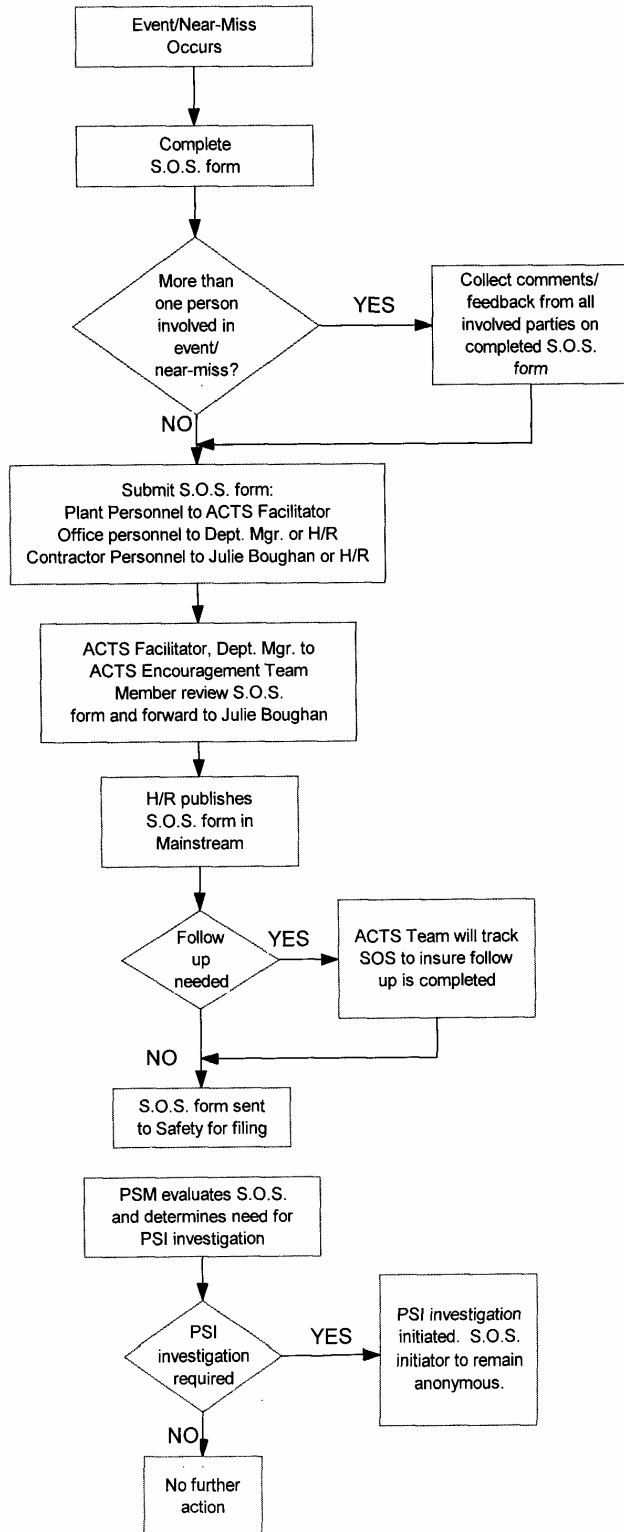 Event/Near-Miss
Occurs
Complete
S.O.S. form
More than
one person
involved in
event/
near-miss?
YES
Collect comments/
feedback from all
involved parties on
completed S.O.S.
form
NO
Submit S.O.S. form:
Plant Personnel to ACTS Facilitator
Office personnel to Dept. Mgr. or H/R
Contractor Personnel to Julie Boughan or H/R
ACTS Facilitator, Dept. Mgr. to
ACTS Encouragement Team
Member review S.O.S.
form and forward to Julie Boughan
H/R publishes
S.O.S. form in
Mainstream
Follow
up
needed
YES
ACTS Team will track
SOS to insure follow
up is completed
NO
S.O.S. form sent
to Safety for filing
PSM evaluates S.O.S.
and determines need for
PSI investigation
PSI
investigation
required
YES
PSI investigation
initiated. S.O.S.
initiator to remain
anonymous.
NO
No further
action